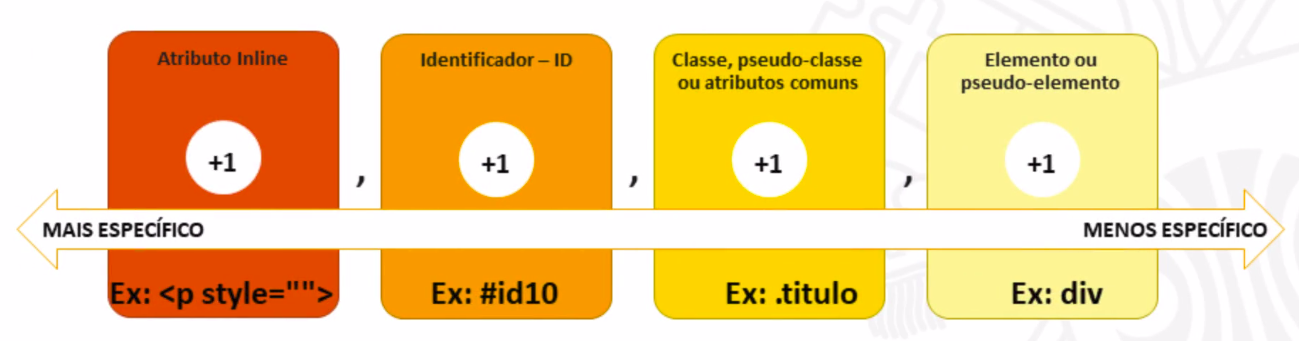 Atributo Inline
+1
,
Identificador – ID
+1
,
Classe, pseudo-classe
ou atributos comuns
+1
,
Elemento ou
pseudo-elemento
+1
MAIS ESPECÍFICO
MENOS ESPECÍFICO
Ex: <p style="">
Ex: #id10
Ex: .titulo
Ex: div